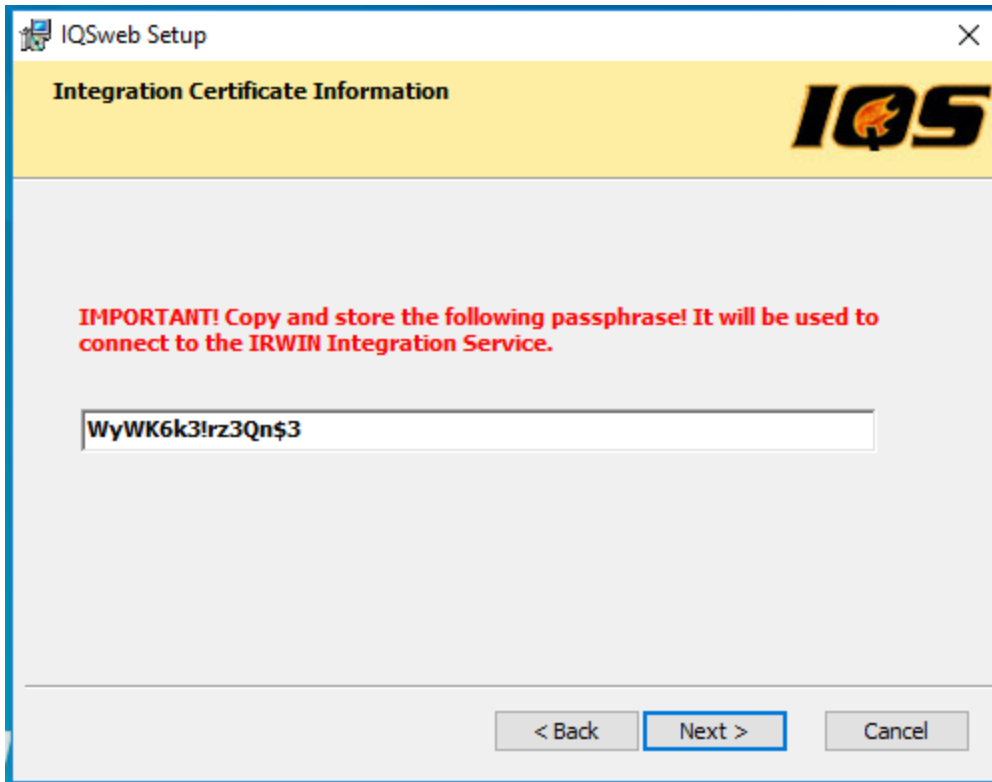 IQSweb Setup
Integration Certificate Information
IQS
IMPORTANT! Copy and store the following passphrase! It will be used to
connect to the IRWIN Integration Service.
WyWK6k3!rz3Qn$3
< Back
Next >
Cancel